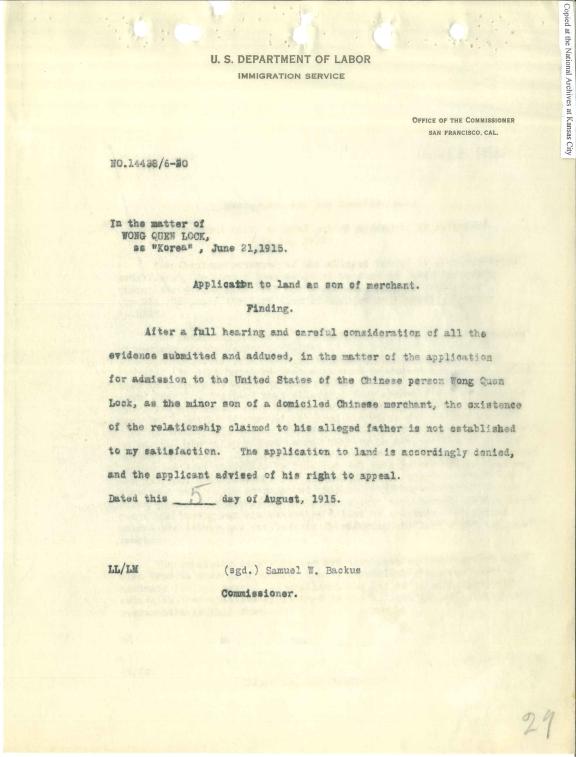 Copied at the National Archives at Kansas City
U. S. DEPARTMENT OF LABOR
IMMIGRATION SERVICE
OFFICE OF THE COMMISSIONER
SAN FRANCISCO, CAL.
In the matter of
WONG QUEN LOCK,
ss "Korea" , June 21,1915.
Application to land as son of merchant.
Finding.
After a full hearing and careful consideration of all the
evidence submitted and adduced, in the matter of the application
for admission to the United States of the Chinese person Wong Quen
Lock, as the minor son of a domiciled Chinese merchant, the existence
of the relationship claimed to his alleged father is not established
to my satisfaction. The application to land is accordingly denied,
and the applicant advised of his right to appeal.
Dated this 5 day of August, 1915.
LL/LM (sgd.) Samuel W. Backus
Commissioner.
29